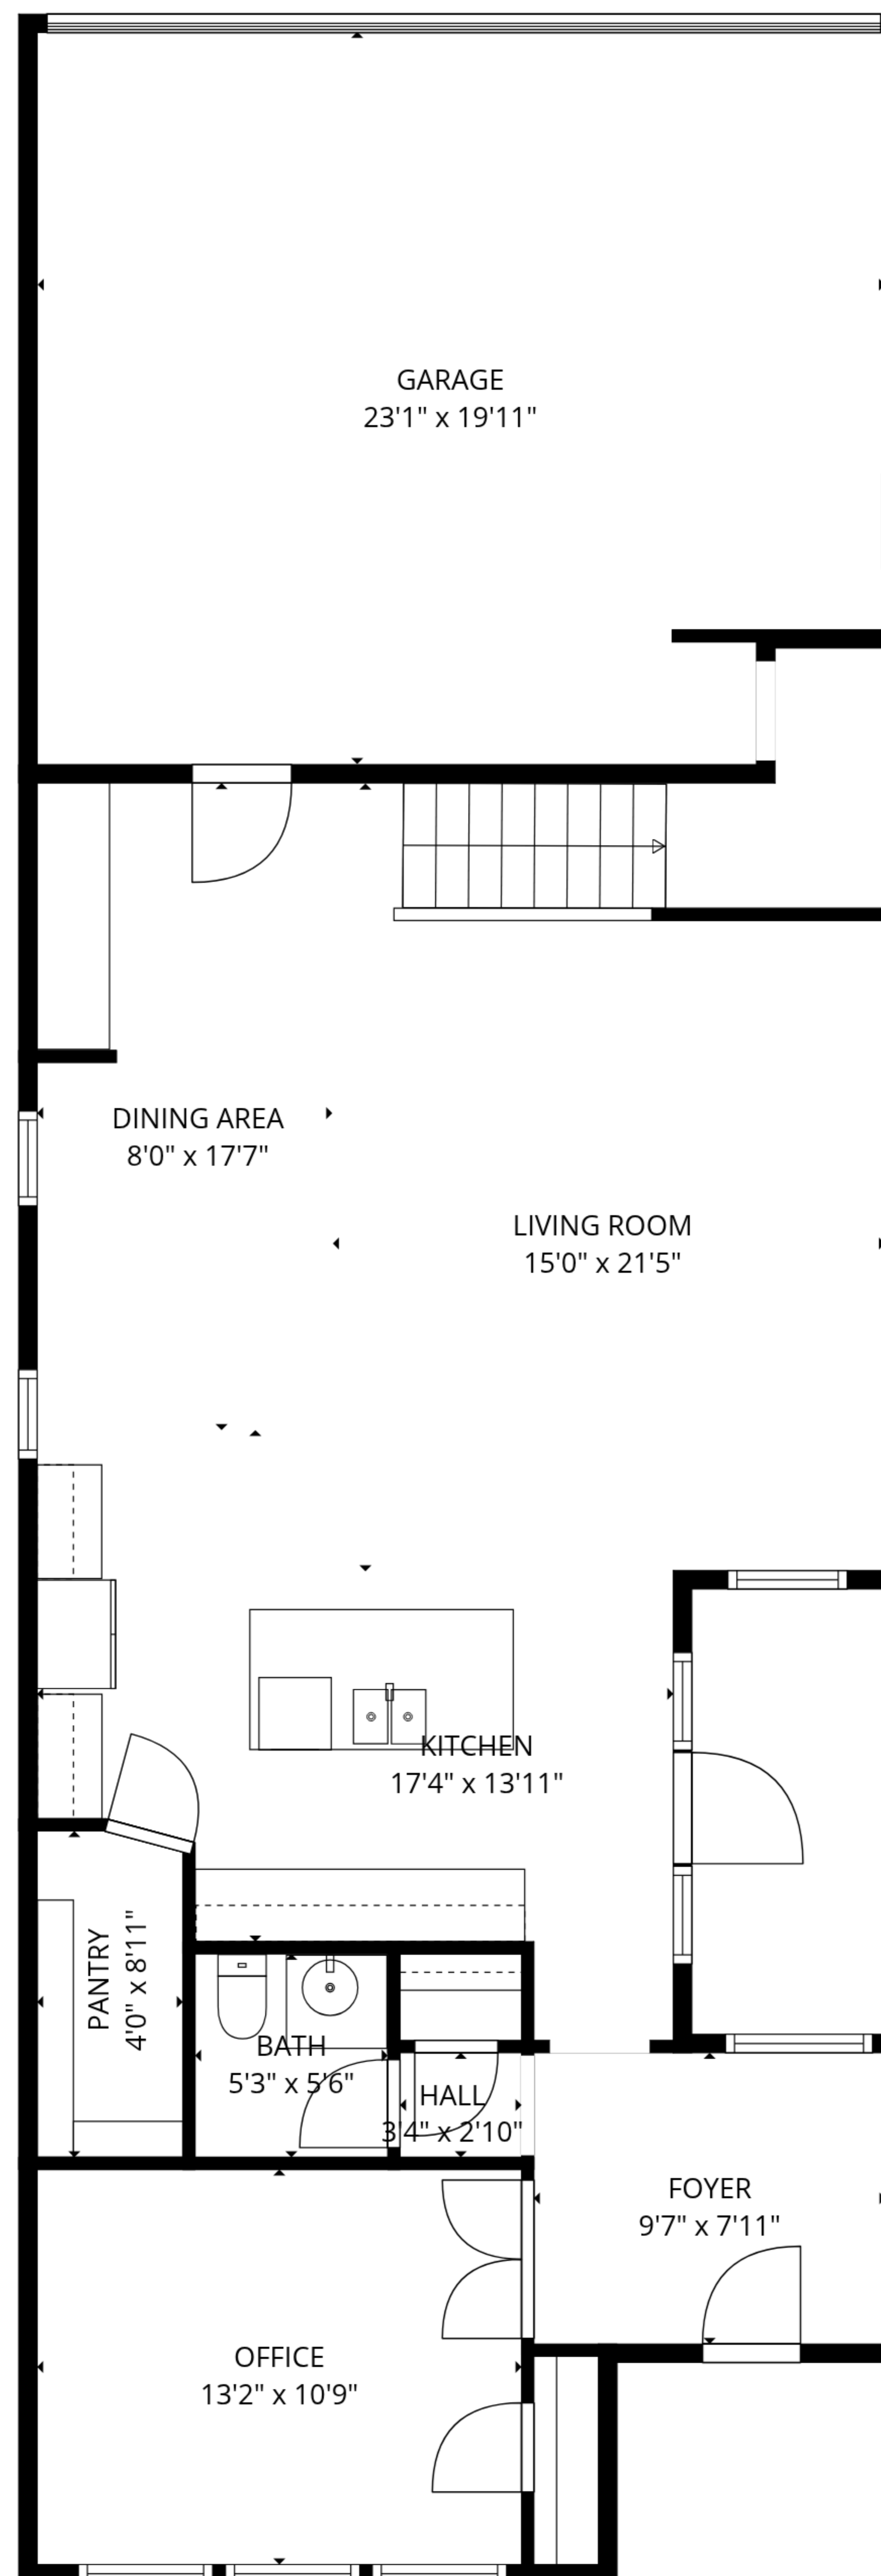 GARAGE
23'1" x 19'11"
DINING AREA
8'0" x 17'7"
LIVING ROOM
15'0" x 21'5"
KITCHEN
17'4" x 13'11"
PANTRY
4'0" x 8'11"
BATH
5'3" x 5'6"
HALL
3'4" x 2'10"
FOYER
9'7" x 7'11"
OFFICE
13'2" x 10'9"